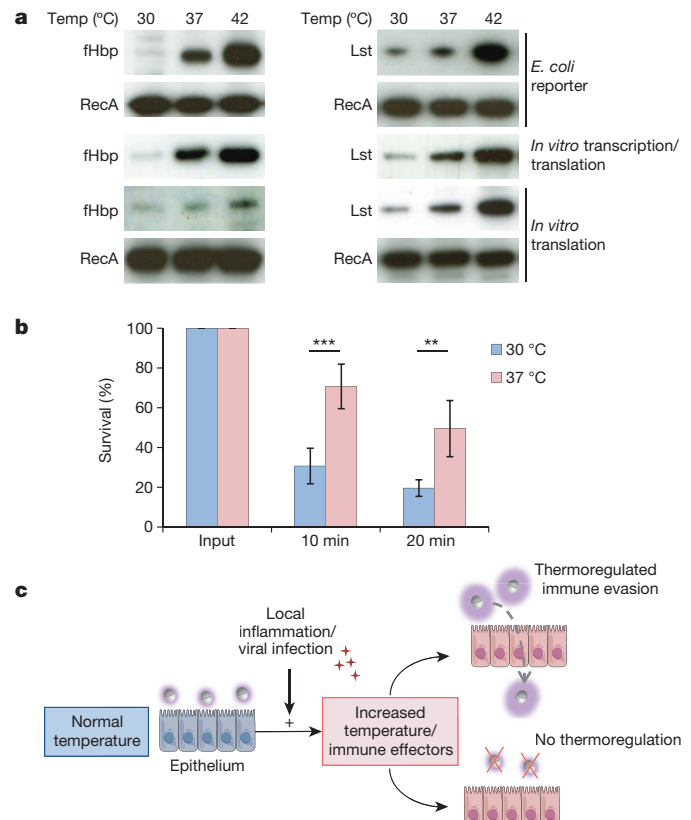 a
Temp (ºC) 30 37 42
Temp (ºC) 30 37 42
fHbp
Lst
RecA
RecA
E. coli
reporter
fHbp
Lst
In vitro transcription/
translation
fHbp
Lst
RecA
RecA
In vitro
translation
b
Survival (%)
100
80
60
40
20
0
***
**
30 °C
37 °C
Input
10 min
20 min
c
Normal
temperature
Epithelium
Local
inflammation/
viral infection
+
Increased
temperature/
immune effectors
Thermoregulated
immune evasion
No thermoregulation